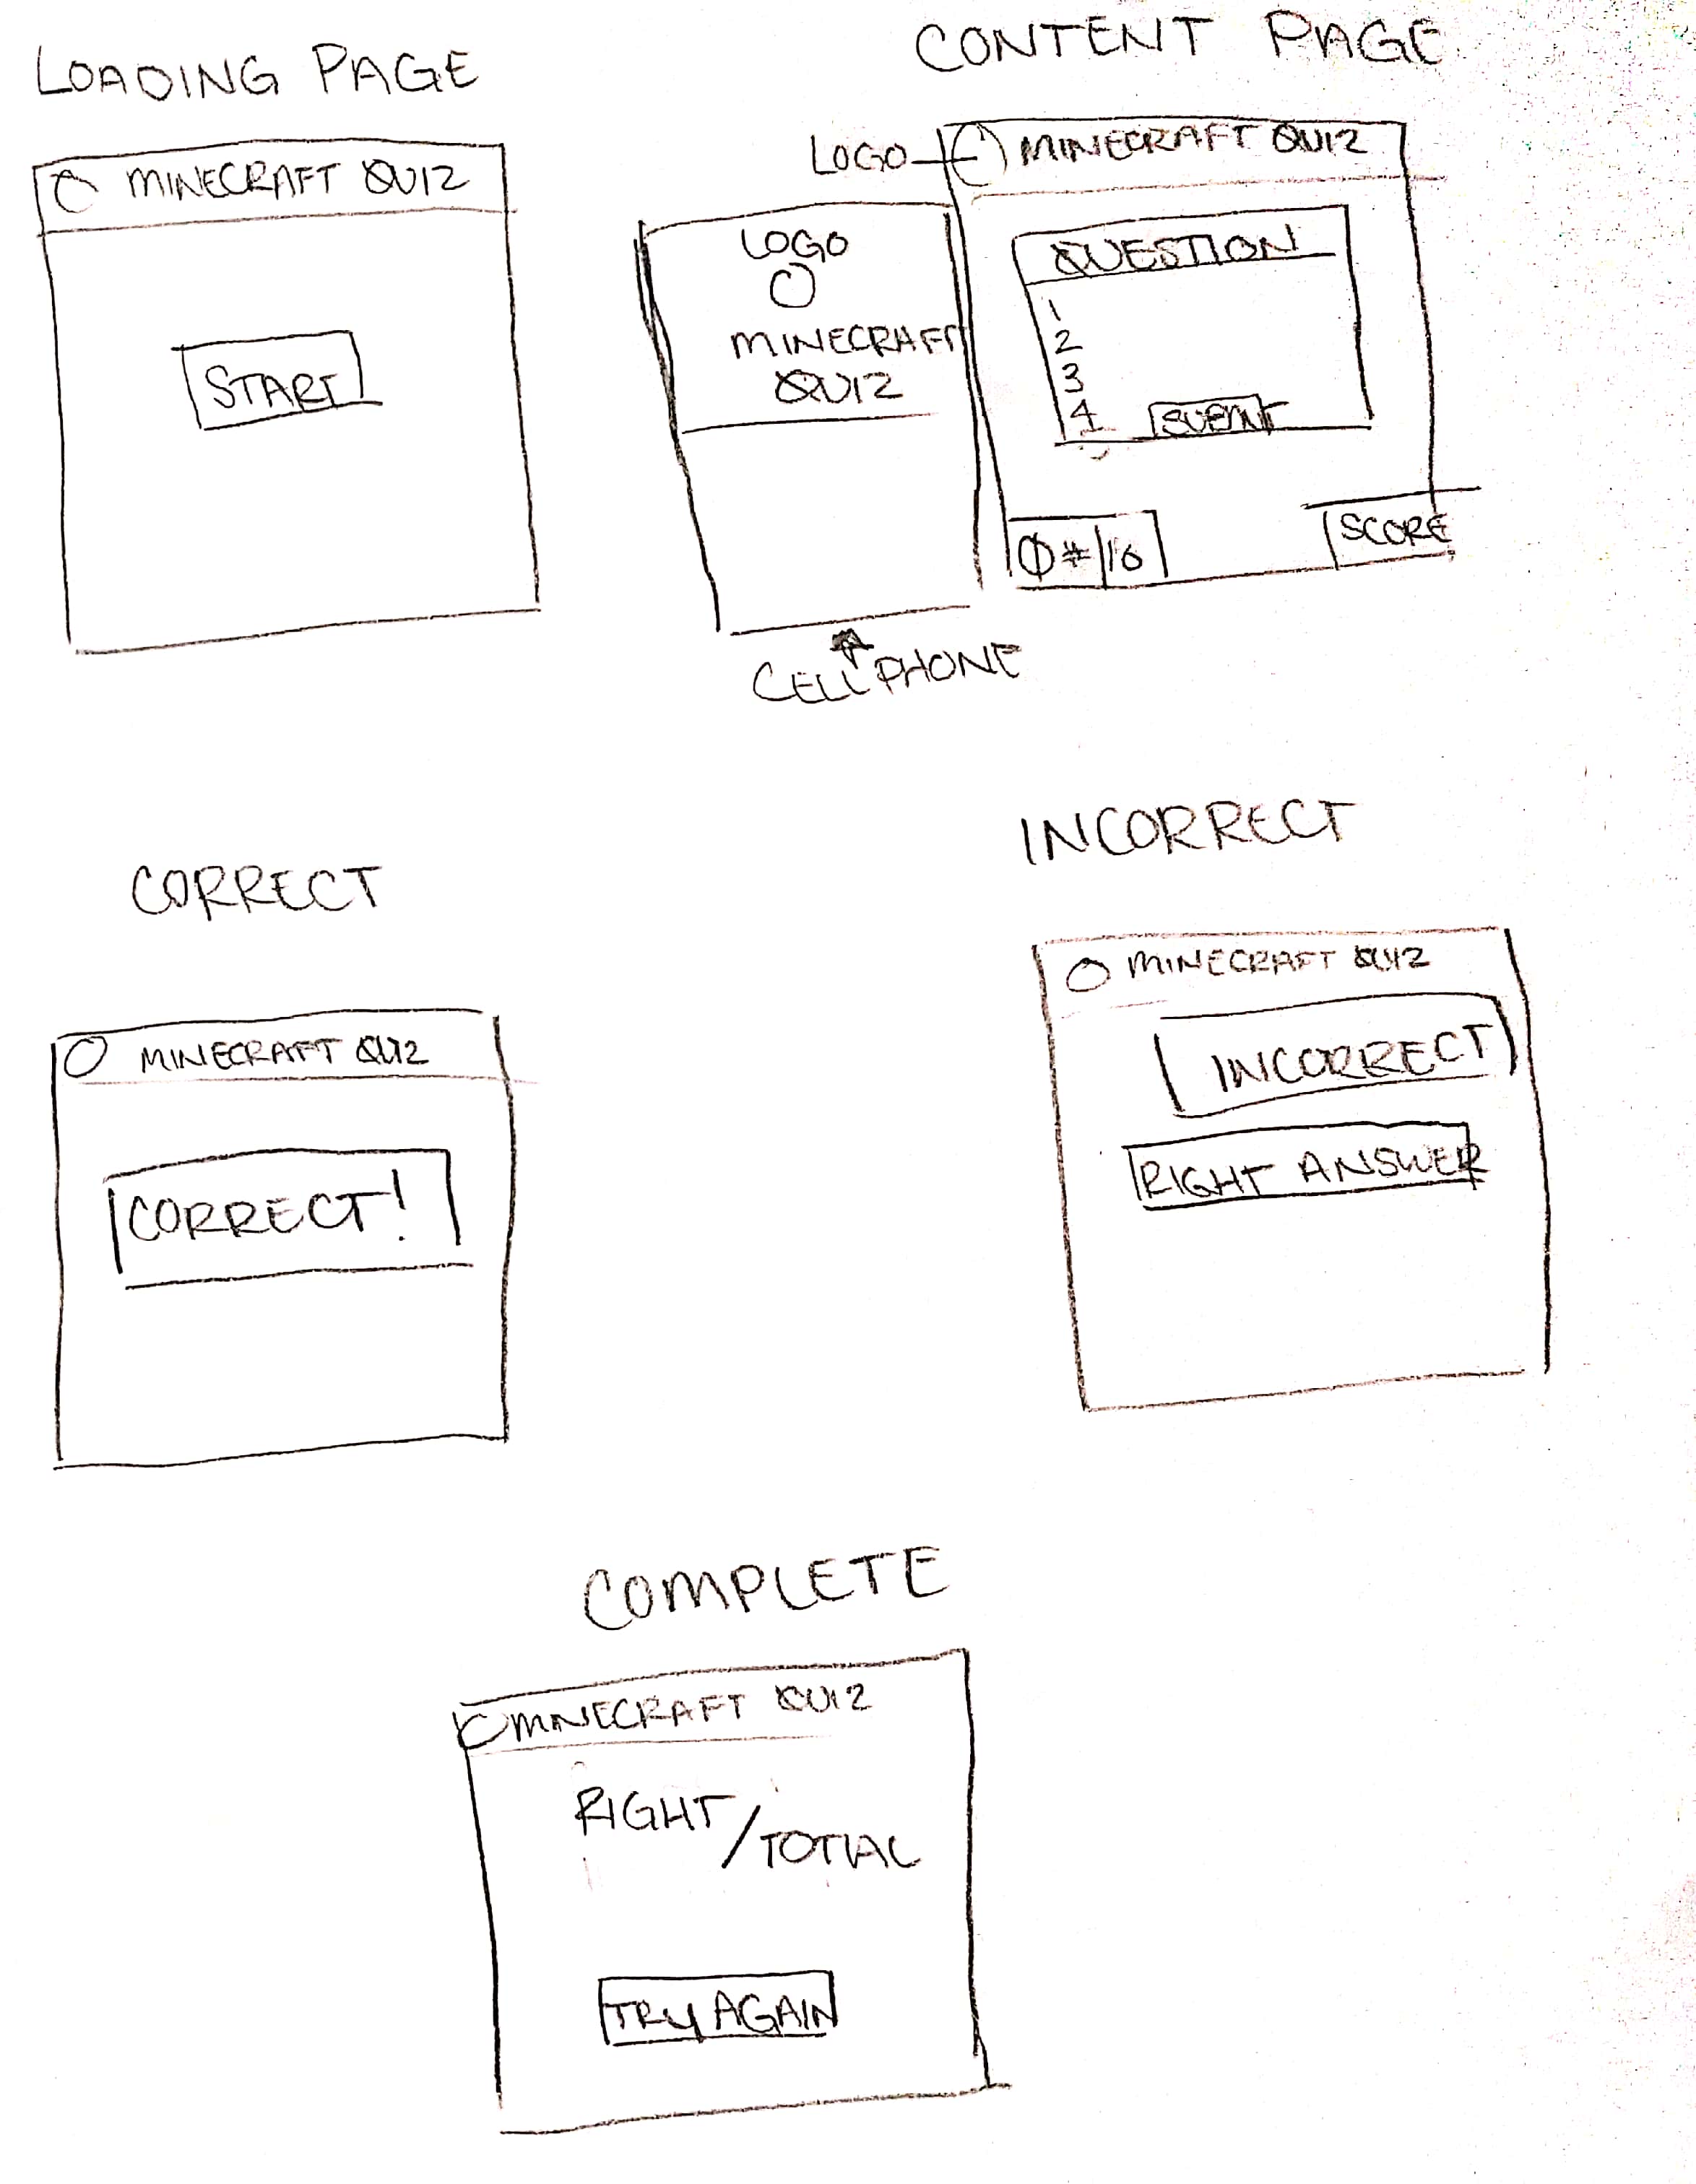 LOADING PAGE
MINECRAFT QUIZ
START
CONTENT PAGE
LOGO
MINECRAFT QUIZ
QUESTION
1
2
3
4
SUBMIT
Q#/10
SCORE
LOGO
MINECRAFT
QUIZ
CELLPHONE
CORRECT
MINECRAFT QUIZ
CORRECT!
INCORRECT
MINECRAFT QUIZ
INCORRECT
RIGHT ANSWER
COMPLETE
MINECRAFT QUIZ
RIGHT/TOTAL
TRY AGAIN